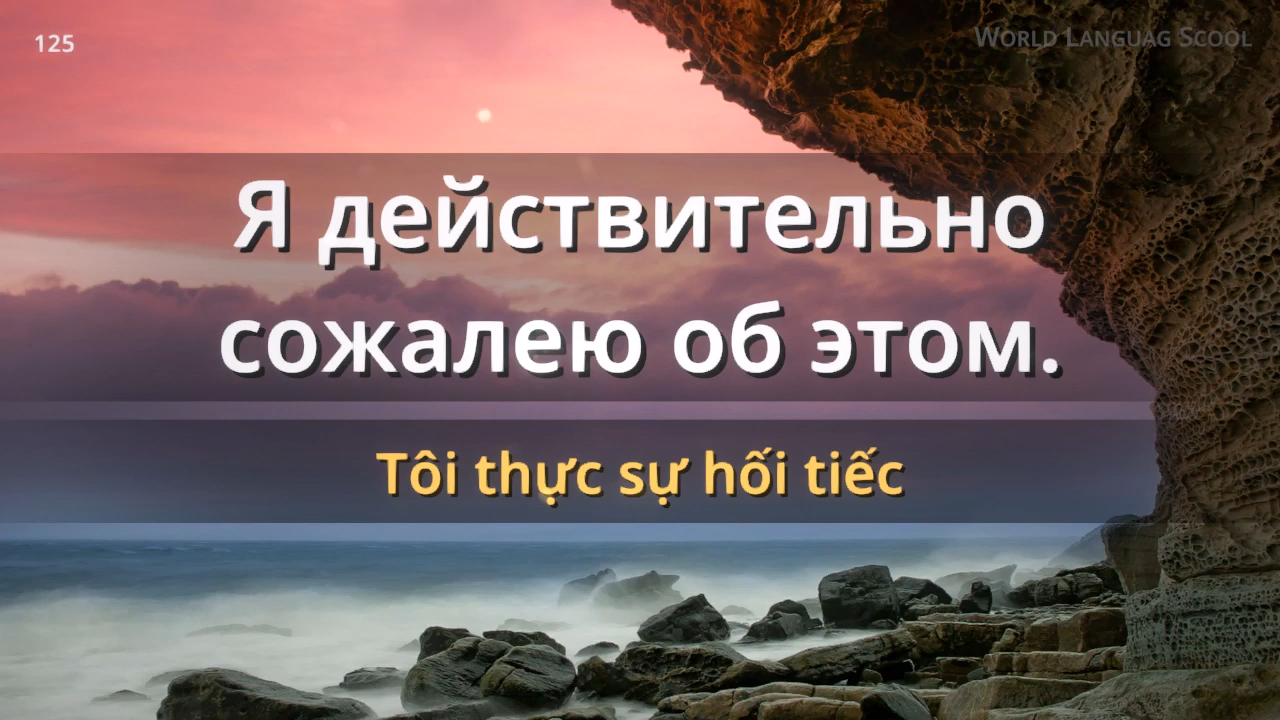 125
WORLD LANGUAG SCOOL
Я действительно
сожалею об этом.
Tôi thực sự hối tiếc